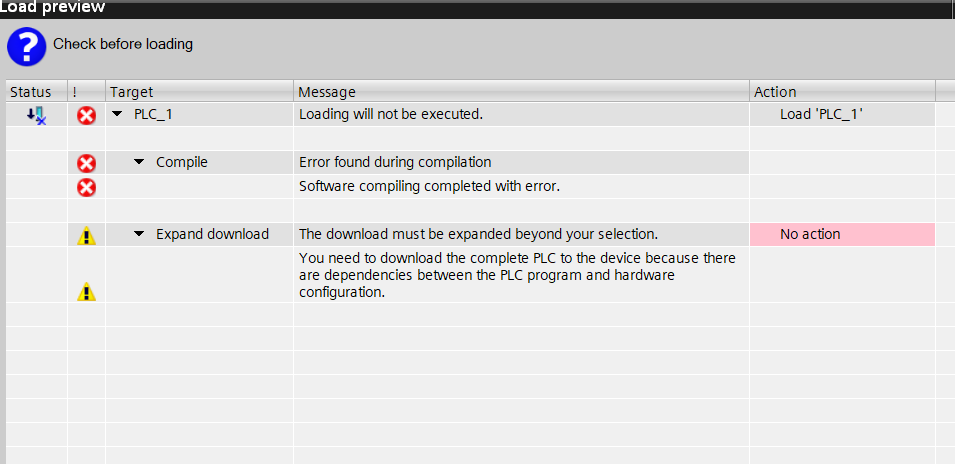 Load preview
Check before loading
Status ! Target Message Action
PLC_1 Loading will not be executed. Load 'PLC_1'
Compile Error found during compilation
Software compiling completed with error.
Expand download The download must be expanded beyond your selection. No action
You need to download the complete PLC to the device because there
are dependencies between the PLC program and hardware
configuration.